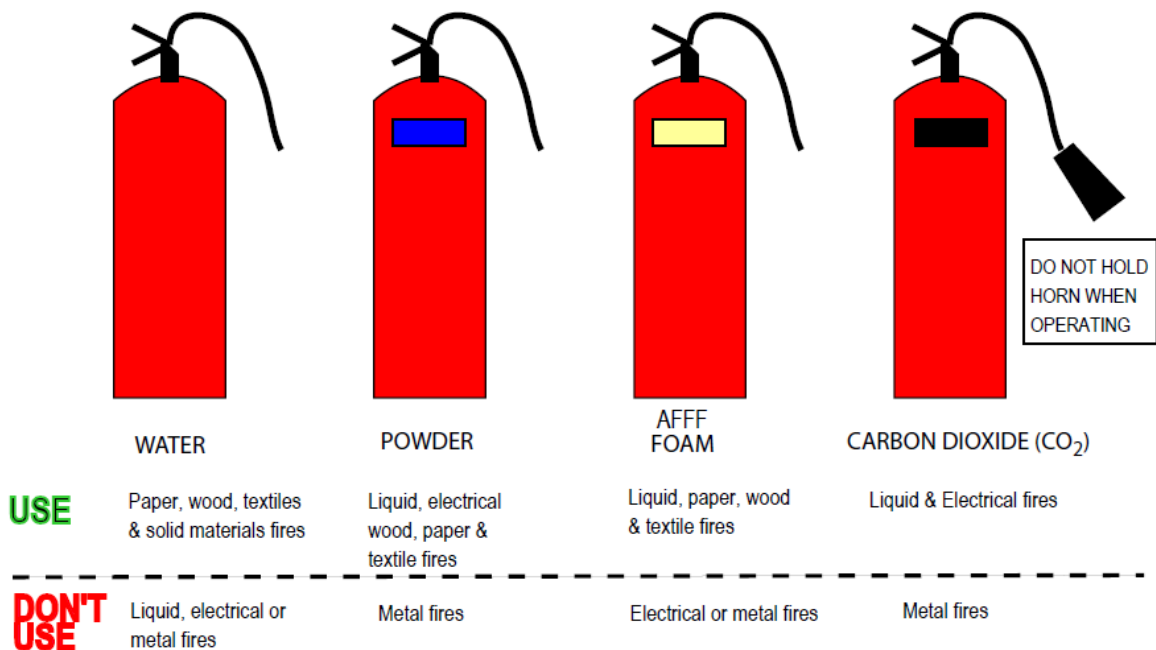 DO NOT HOLD
HORN WHEN
OPERATING
WATER
POWDER
AFFF
FOAM
CARBON DIOXIDE (CO₂)
USE
Paper, wood, textiles
& solid materials fires
Liquid, electrical
wood, paper &
textile fires
Liquid, paper, wood
& textile fires
Liquid & Electrical fires
DON'T
USE
Liquid, electrical or
metal fires
Metal fires
Electrical or metal fires
Metal fires